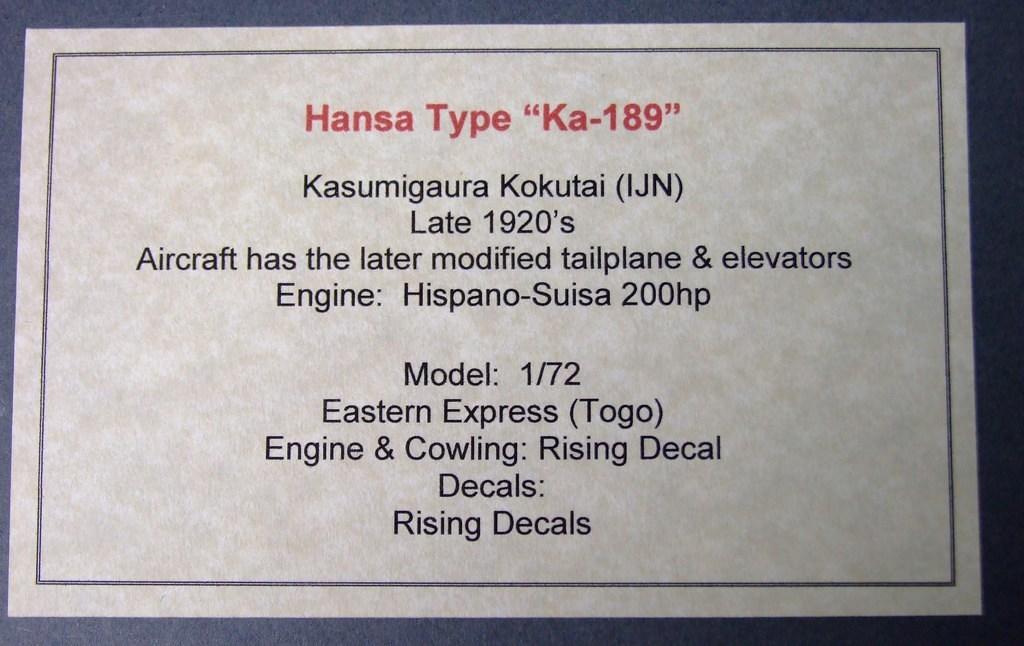 Hansa Type “Ka-189”
Kasumigaura Kokutai (IJN)
Late 1920’s
Aircraft has the later modified tailplane & elevators
Engine:  Hispano-Suisa 200hp
Model:  1/72
Eastern Express (Togo)
Engine & Cowling: Rising Decal
Decals:
Rising Decals